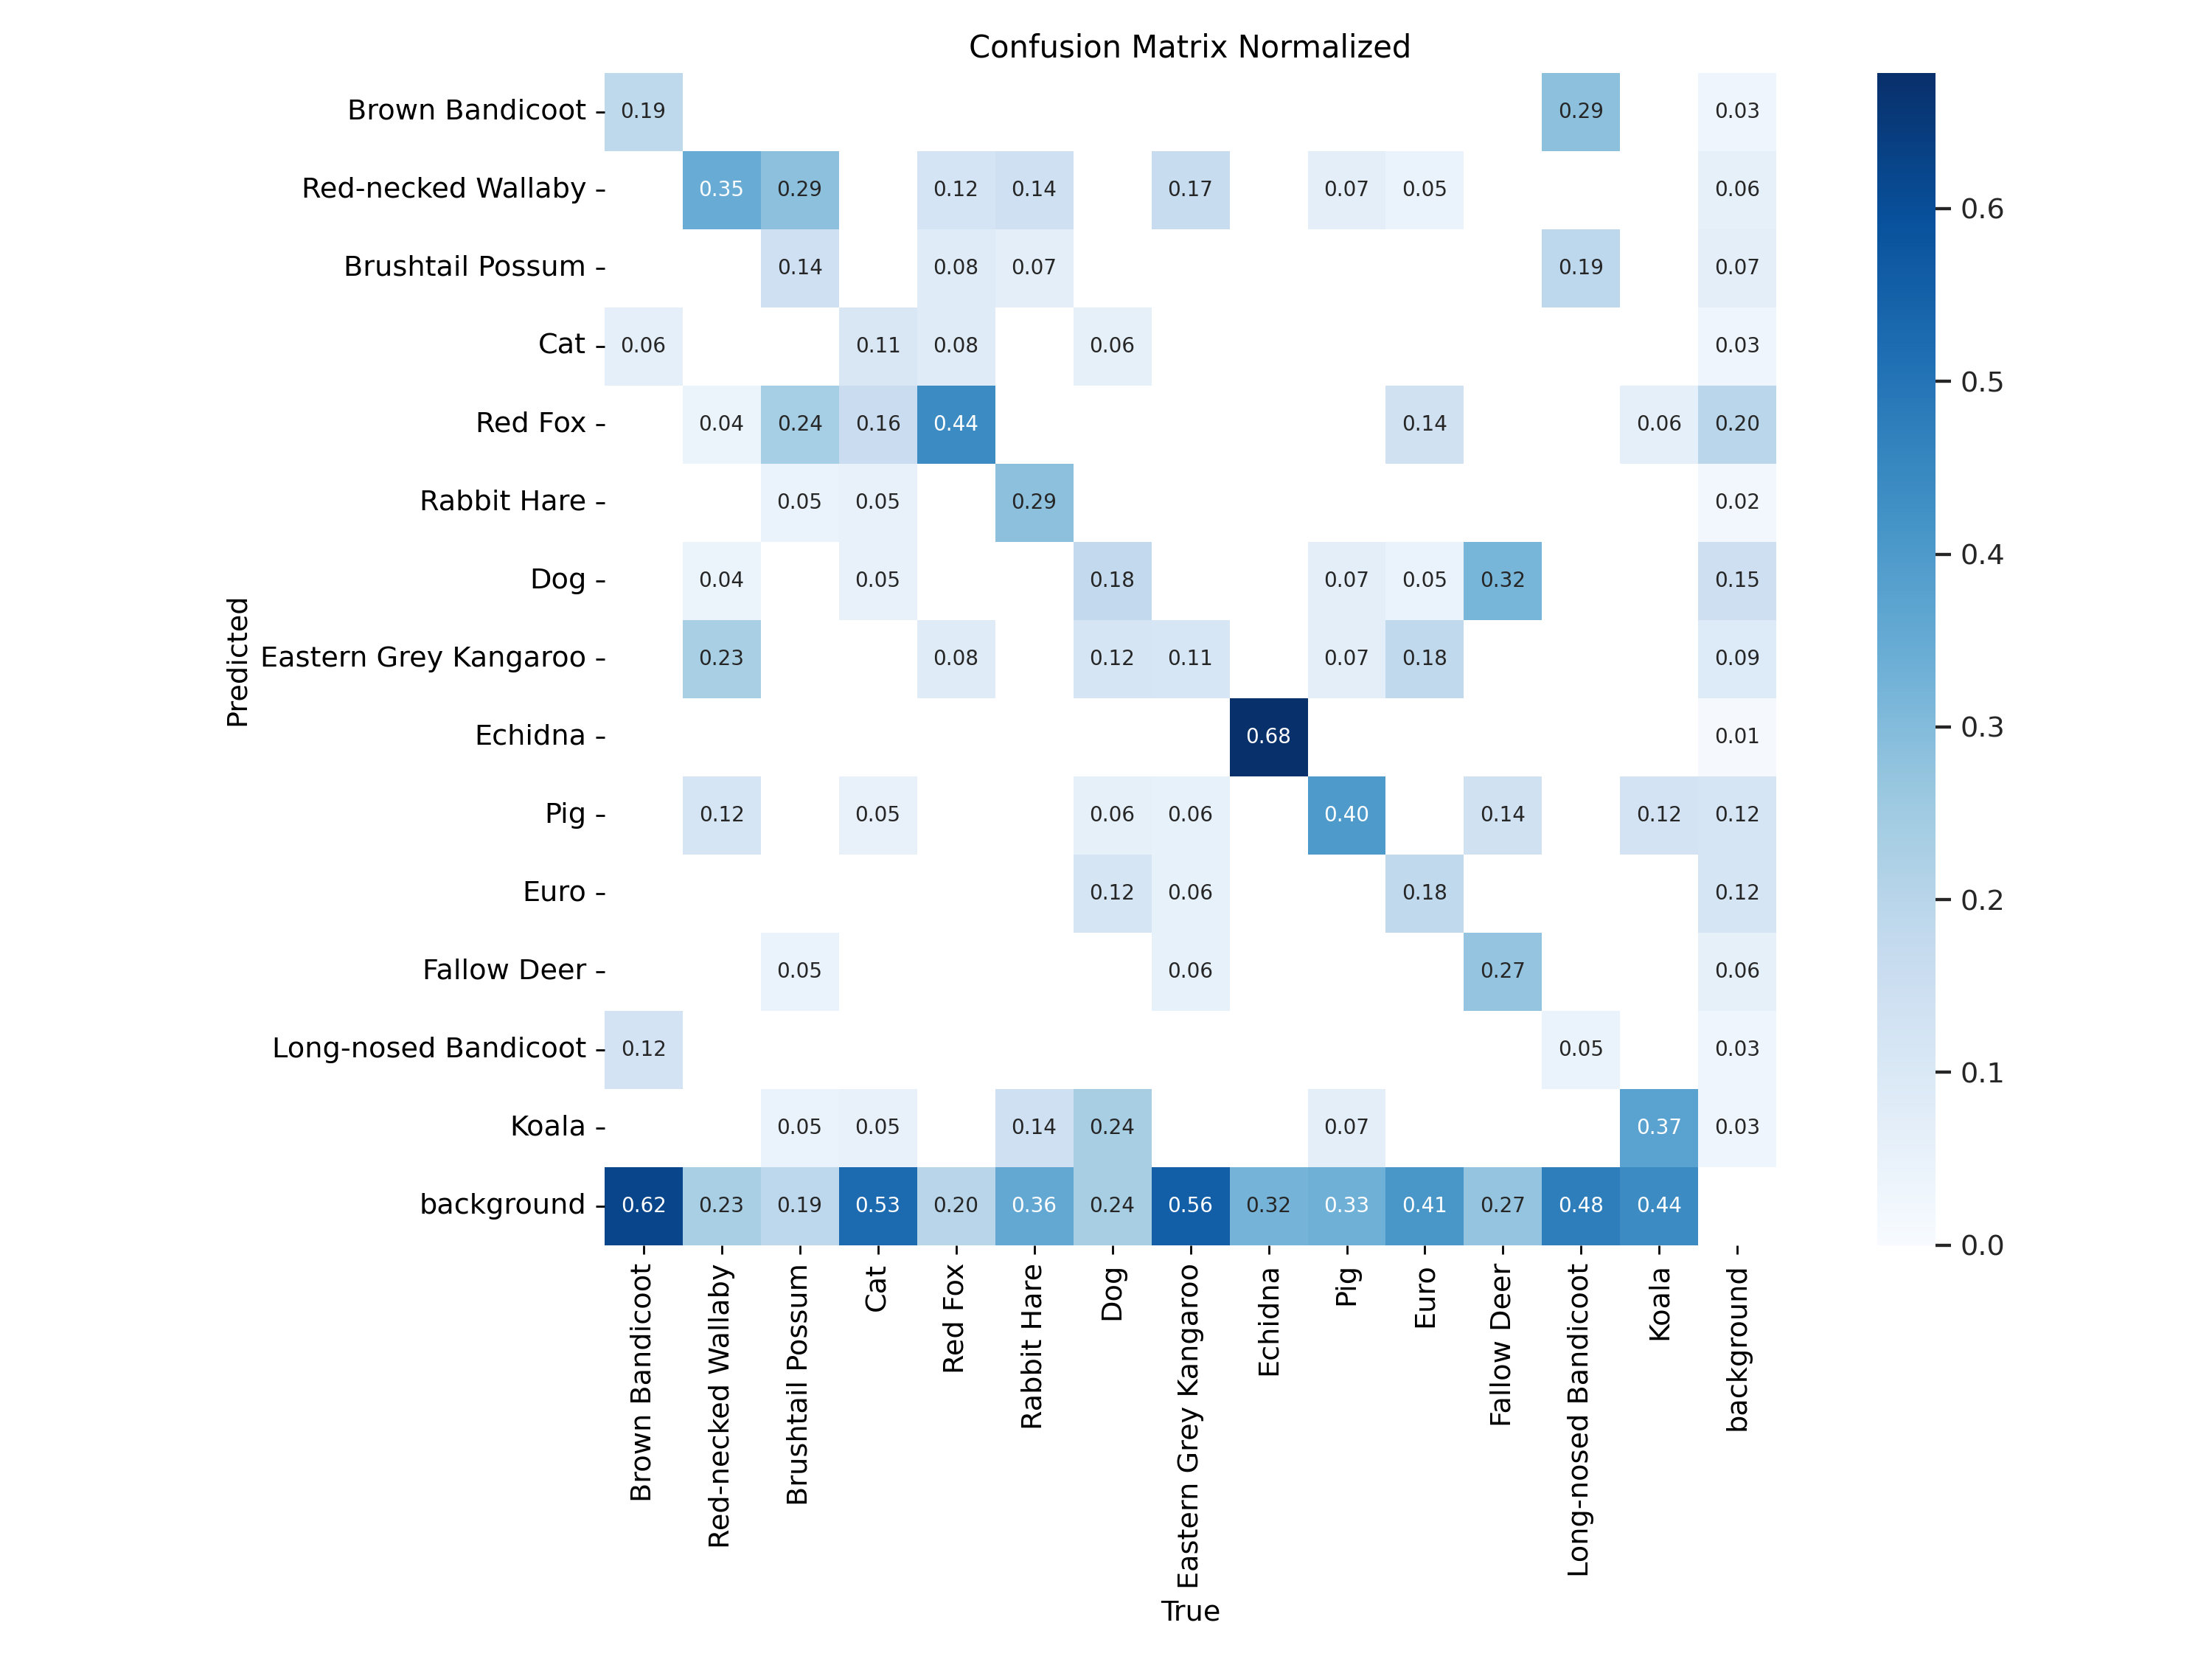 Confusion Matrix Normalized
Brown Bandicoot 0.19 0.29 0.03
Red-necked Wallaby 0.35 0.29 0.12 0.14 0.17 0.07 0.05 0.06
Brushtail Possum 0.14 0.08 0.07 0.19 0.07
Cat 0.06 0.11 0.08 0.06 0.03
Red Fox 0.04 0.24 0.16 0.44 0.14 0.06 0.20
Rabbit Hare 0.05 0.05 0.29 0.02
Dog 0.04 0.05 0.18 0.07 0.05 0.32 0.15
Eastern Grey Kangaroo 0.23 0.08 0.12 0.11 0.07 0.18 0.09
Echidna 0.68 0.01
Pig 0.12 0.05 0.06 0.06 0.40 0.14 0.12 0.12
Euro 0.12 0.06 0.18 0.12
Fallow Deer 0.05 0.06 0.27 0.06
Long-nosed Bandicoot 0.12 0.05 0.03
Koala 0.05 0.05 0.14 0.24 0.07 0.37 0.03
background 0.62 0.23 0.19 0.53 0.20 0.36 0.24 0.56 0.32 0.33 0.41 0.27 0.48 0.44
Predicted
Brown Bandicoot
Red-necked Wallaby
Brushtail Possum
Cat
Red Fox
Rabbit Hare
Dog
Eastern Grey Kangaroo
Echidna
Pig
Euro
Fallow Deer
Long-nosed Bandicoot
Koala
background
True
0.6
0.5
0.4
0.3
0.2
0.1
0.0